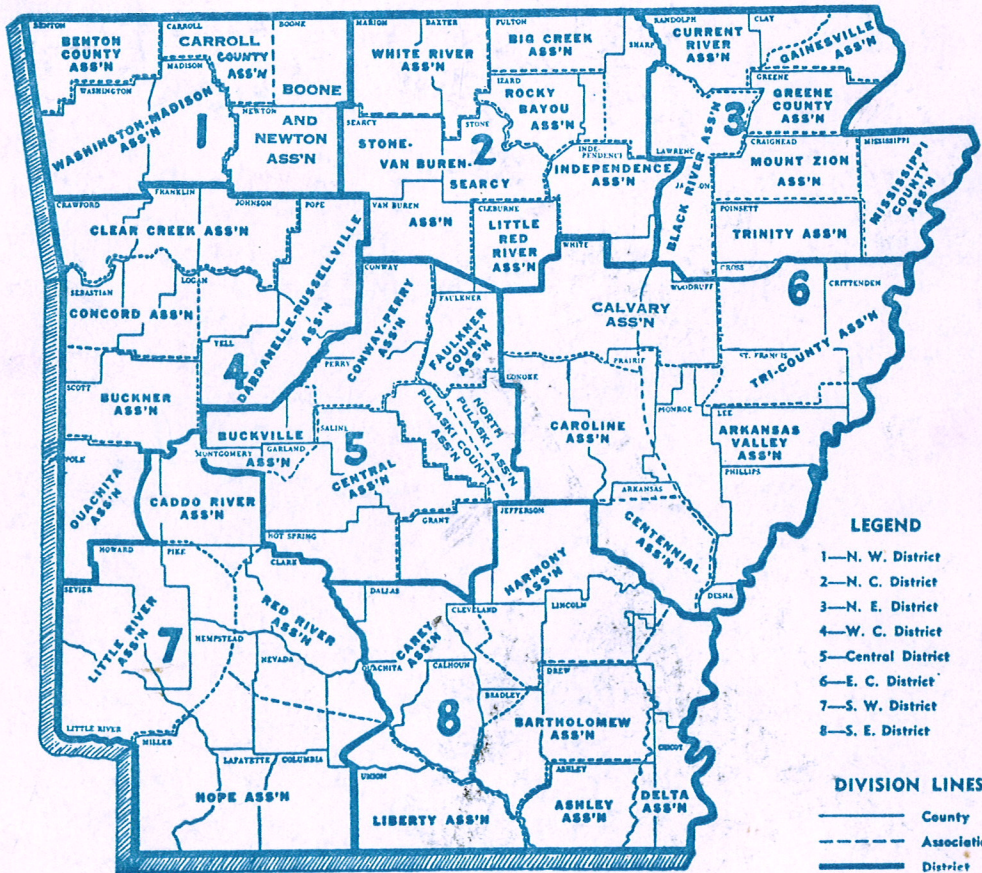 BENTON
CARROLL
BOONE
MARION
BAXTER
FULTON
SHARP
RANDOLPH
CLAY
BENTON
COUNTY
ASS'N
CARROLL
COUNTY
ASS'N
BOONE
AND
NEWTON
ASS'N
WHITE RIVER
ASS'N
BIG CREEK
ASS'N
CURRENT
RIVER
ASS'N
GAINESVILLE
ASS'N
WASHINGTON
MADISON
NEWTON
WASHINGTON-MADISON
ASS'N
1
SEARCY
STONE
IZARD
ROCKY
BAYOU
ASS'N
STONE-
VAN BUREN-
SEARCY
ASS'N
2
INDE-
PENDENCE
INDEPENDENCE
ASS'N
LAWRENC
JACKSON
BLACK RIVER ASS'N
3
GREENE
GREENE
COUNTY
ASS'N
CRAIGHEAD
MOUNT ZION
ASS'N
MISSISSIPPI
MISSISSIPPI
COUNTY
ASS'N
POINSETT
TRINITY ASS'N
CRAWFORD
FRANKLIN
JOHNSON
POPE
CLEAR CREEK ASS'N
VAN BUREN
CLEBURNE
LITTLE
RED
RIVER
ASS'N
WHITE
SEBASTIAN
LOGAN
CONCORD ASS'N
YELL
4
DARDANELLE-RUSSELLVILLE
ASS'N
CONWAY
PERRY
CONWAY-PERRY
ASS'N
FAULKNER
FAULKNER
COUNTY
ASS'N
CALVARY
ASS'N
WOODRUFF
CROSS
6
CRITTENDEN
ST. FRANCIS
TRI-COUNTY ASS'N
SCOTT
BUCKNER
ASS'N
BUCKVILLE
ASS'N
MONTGOMERY
GARLAND
SALINE
5
CENTRAL
ASS'N
PULASKI COUNTY
ASS'N
NORTH
PULASKI ASS'N
LONOKE
PRAIRIE
CAROLINE
ASS'N
MONROE
LEE
ARKANSAS
VALLEY
ASS'N
PHILLIPS
POLK
OUACHITA
ASS'N
CADDO RIVER
ASS'N
HOT SPRING
GRANT
JEFFERSON
HARMONY
ASS'N
ARKANSAS
CENTENNIAL
ASS'N
DESHA
HOWARD
PIKE
CLARK
RED RIVER
ASS'N
SEVIER
LITTLE RIVER
ASS'N
7
HEMPSTEAD
NEVADA
DALLAS
CLEVELAND
LINCOLN
CAREY
ASS'N
OUACHITA
CALHOUN
BRADLEY
8
DREW
BARTHOLOMEW
ASS'N
CHICOT
LITTLE RIVER
MILLER
LAFAYETTE
COLUMBIA
HOPE ASS'N
UNION
LIBERTY ASS'N
ASHLEY
ASHLEY
ASS'N
DELTA
ASS'N
LEGEND
1—N. W. District
2—N. C. District
3—N. E. District
4—W. C. District
5—Central District
6—E. C. District
7—S. W. District
8—S. E. District
DIVISION LINES
County
Associatio
District